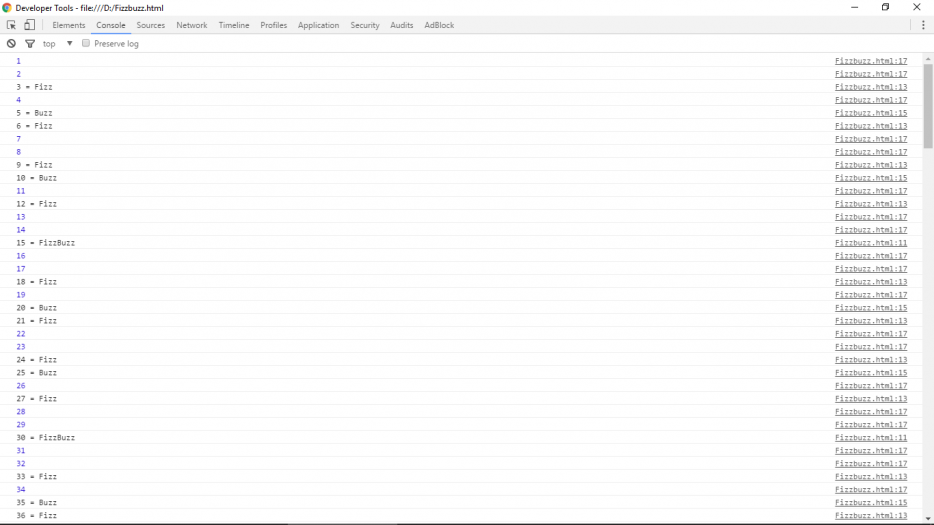 Developer Tools - file:///D:/Fizzbuzz.html
Elements Console Sources Network Timeline Profiles Application Security Audits AdBlock
top Preserve log
1 Fizzbuzz.html:17
2 Fizzbuzz.html:17
3 = Fizz Fizzbuzz.html:13
4 Fizzbuzz.html:17
5 = Buzz Fizzbuzz.html:15
6 = Fizz Fizzbuzz.html:13
7 Fizzbuzz.html:17
8 Fizzbuzz.html:17
9 = Fizz Fizzbuzz.html:13
10 = Buzz Fizzbuzz.html:15
11 Fizzbuzz.html:17
12 = Fizz Fizzbuzz.html:13
13 Fizzbuzz.html:17
14 Fizzbuzz.html:17
15 = FizzBuzz Fizzbuzz.html:11
16 Fizzbuzz.html:17
17 Fizzbuzz.html:17
18 = Fizz Fizzbuzz.html:13
19 Fizzbuzz.html:17
20 = Buzz Fizzbuzz.html:15
21 = Fizz Fizzbuzz.html:13
22 Fizzbuzz.html:17
23 Fizzbuzz.html:17
24 = Fizz Fizzbuzz.html:13
25 = Buzz Fizzbuzz.html:15
26 Fizzbuzz.html:17
27 = Fizz Fizzbuzz.html:13
28 Fizzbuzz.html:17
29 Fizzbuzz.html:17
30 = FizzBuzz Fizzbuzz.html:11
31 Fizzbuzz.html:17
32 Fizzbuzz.html:17
33 = Fizz Fizzbuzz.html:13
34 Fizzbuzz.html:17
35 = Buzz Fizzbuzz.html:15
36 = Fizz Fizzbuzz.html:13